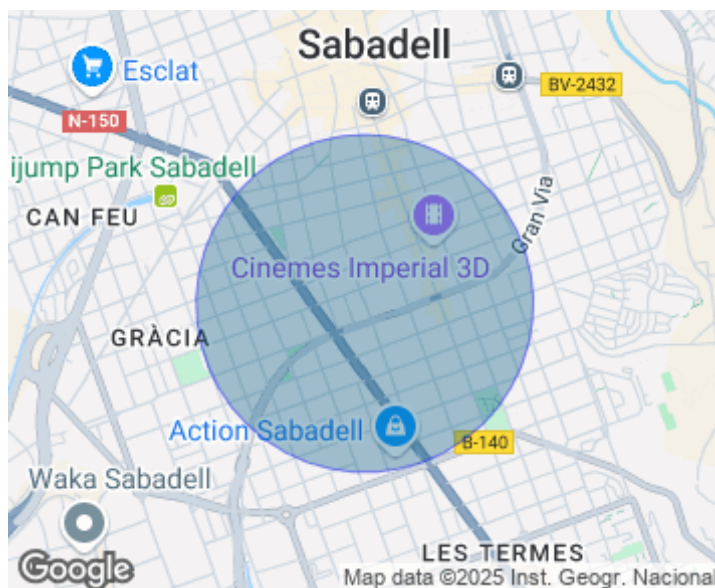 Sabadell
Esclat
BV-2432
N-150
ijump Park Sabadell
CAN FEU
Gran Via
Cinemes Imperial 3D
GRÀCIA
Action Sabadell
B-140
Waka Sabadell
LES TERMES
Google
Map data ©2025 Inst. Geogr. Nacional